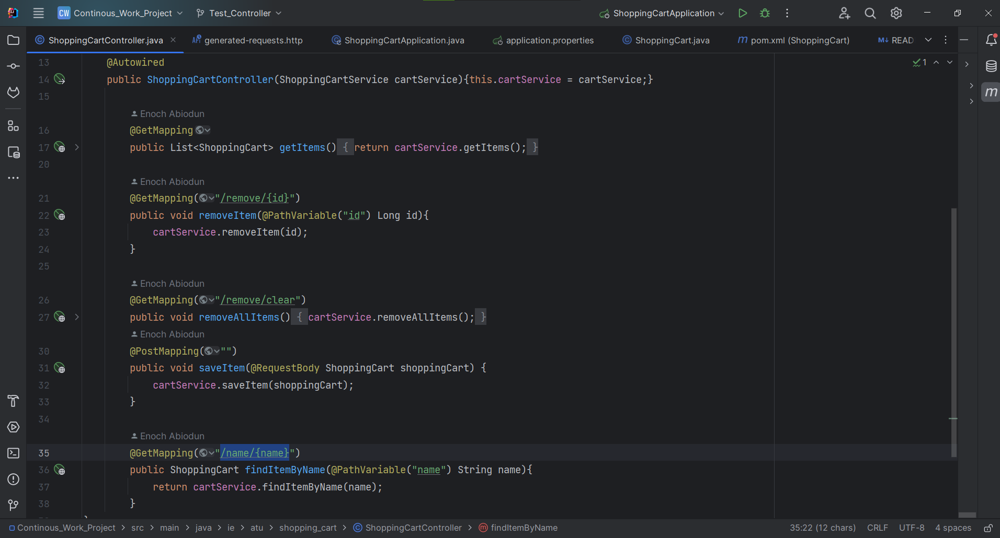 CW Continous_Work_Project Test_Controller ShoppingCartApplication
ShoppingCartController.java generated-requests.http ShoppingCartApplication.java application.properties ShoppingCart.java m pom.xml (ShoppingCart) M↓ READ
13 @Autowired
1
14 public ShoppingCartController(ShoppingCartService cartService){this.cartService = cartService;}
15
Enoch Abiodun
16 @GetMapping
17 public List<ShoppingCart> getItems() { return cartService.getItems(); }
20
Enoch Abiodun
21 @GetMapping("/remove/{id}")
22 public void removeItem(@PathVariable("id") Long id){
23 cartService.removeItem(id);
24 }
25
Enoch Abiodun
26 @GetMapping("/remove/clear")
27 public void removeAllItems() { cartService.removeAllItems(); }
Enoch Abiodun
30 @PostMapping("")
31 public void saveItem(@RequestBody ShoppingCart shoppingCart) {
32 cartService.saveItem(shoppingCart);
33 }
34
Enoch Abiodun
35 @GetMapping("/name/{name}")
36 public ShoppingCart findItemByName(@PathVariable("name") String name){
37 return cartService.findItemByName(name);
38 }
Continous_Work_Project > src > main > java > ie > atu > shopping_cart > ShoppingCartController > findItemByName 35:22 (12 chars) CRLF UTF-8 4 spaces